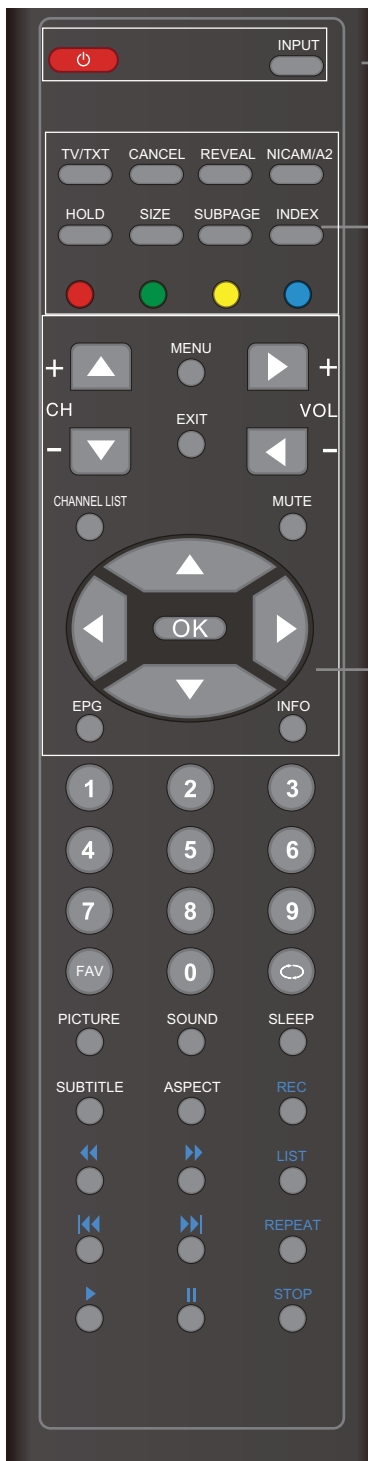 INPUT
TV/TXT CANCEL REVEAL NICAM/A2
HOLD SIZE SUBPAGE INDEX
+ MENU +
CH EXIT VOL
- -
CHANNEL LIST MUTE
OK
EPG INFO
1 2 3
4 5 6
7 8 9
FAV 0
PICTURE SOUND SLEEP
SUBTITLE ASPECT REC
LIST
REPEAT
STOP